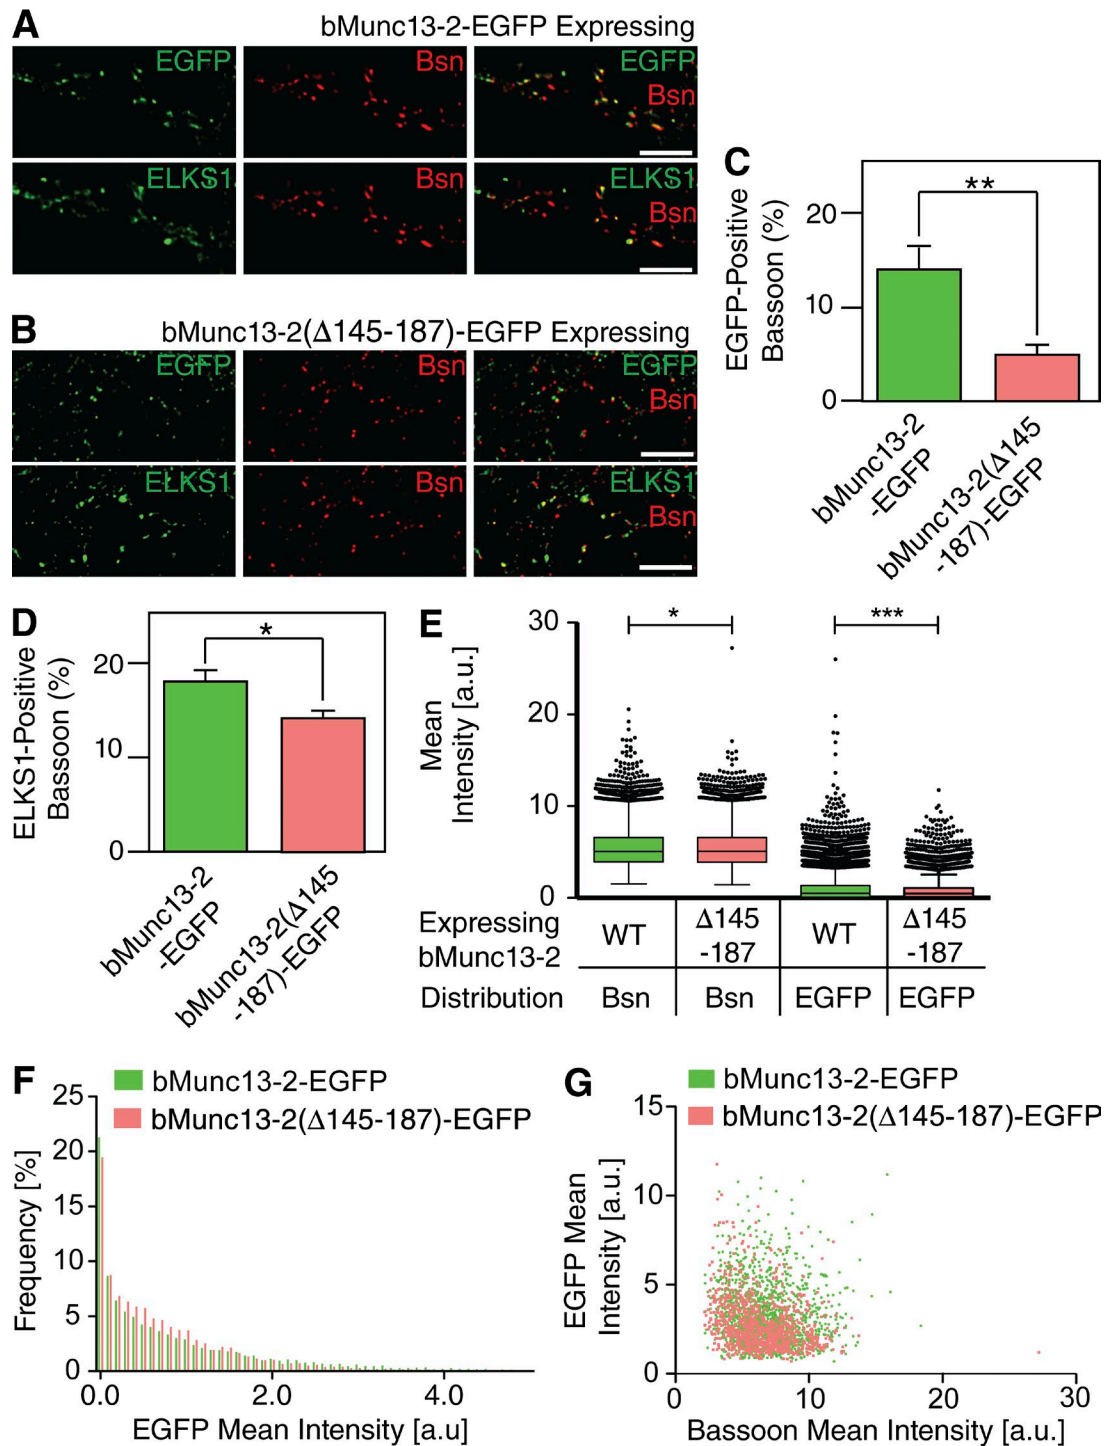 A
bMunc13-2-EGFP Expressing
EGFP
Bsn
EGFP
Bsn
ELKS1
Bsn
ELKS1
Bsn
B
bMunc13-2(Δ145-187)-EGFP Expressing
EGFP
Bsn
EGFP
Bsn
ELKS1
Bsn
ELKS1
Bsn
C
EGFP-Positive
Bassoon (%)
20
10
0
**
bMunc13-2
-EGFP
bMunc13-2(Δ145
-187)-EGFP
D
ELKS1-Positive
Bassoon (%)
20
10
0
*
bMunc13-2
-EGFP
bMunc13-2(Δ145
-187)-EGFP
E
Mean
Intensity [a.u.]
30
20
10
0
*
***
Expressing
bMunc13-2
WT
Δ145
-187
WT
Δ145
-187
Distribution
Bsn
Bsn
EGFP
EGFP
F
bMunc13-2-EGFP
bMunc13-2(Δ145-187)-EGFP
Frequency [%]
25
20
15
10
5
0
0.0
2.0
4.0
EGFP Mean Intensity [a.u]
G
bMunc13-2-EGFP
bMunc13-2(Δ145-187)-EGFP
EGFP Mean
Intensity [a.u.]
15
10
5
0
0
10
20
30
Bassoon Mean Intensity [a.u.]